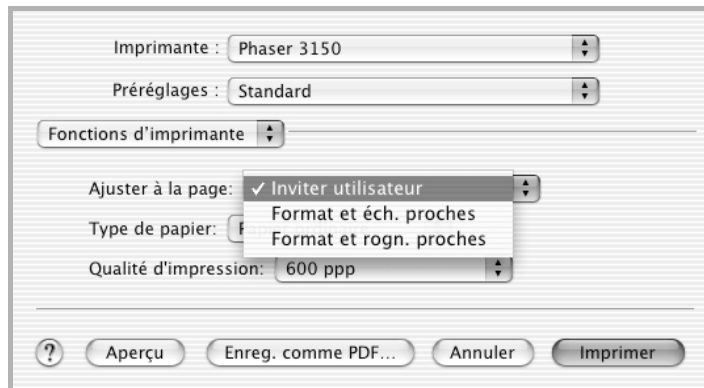 Imprimante : Phaser 3150
Préréglages : Standard
Fonctions d'imprimante
Ajuster à la page: ✓ Inviter utilisateur
Format et éch. proches
Type de papier:
Format et rogn. proches
Qualité d'impression: 600 ppp
? Aperçu Enreg. comme PDF... Annuler Imprimer